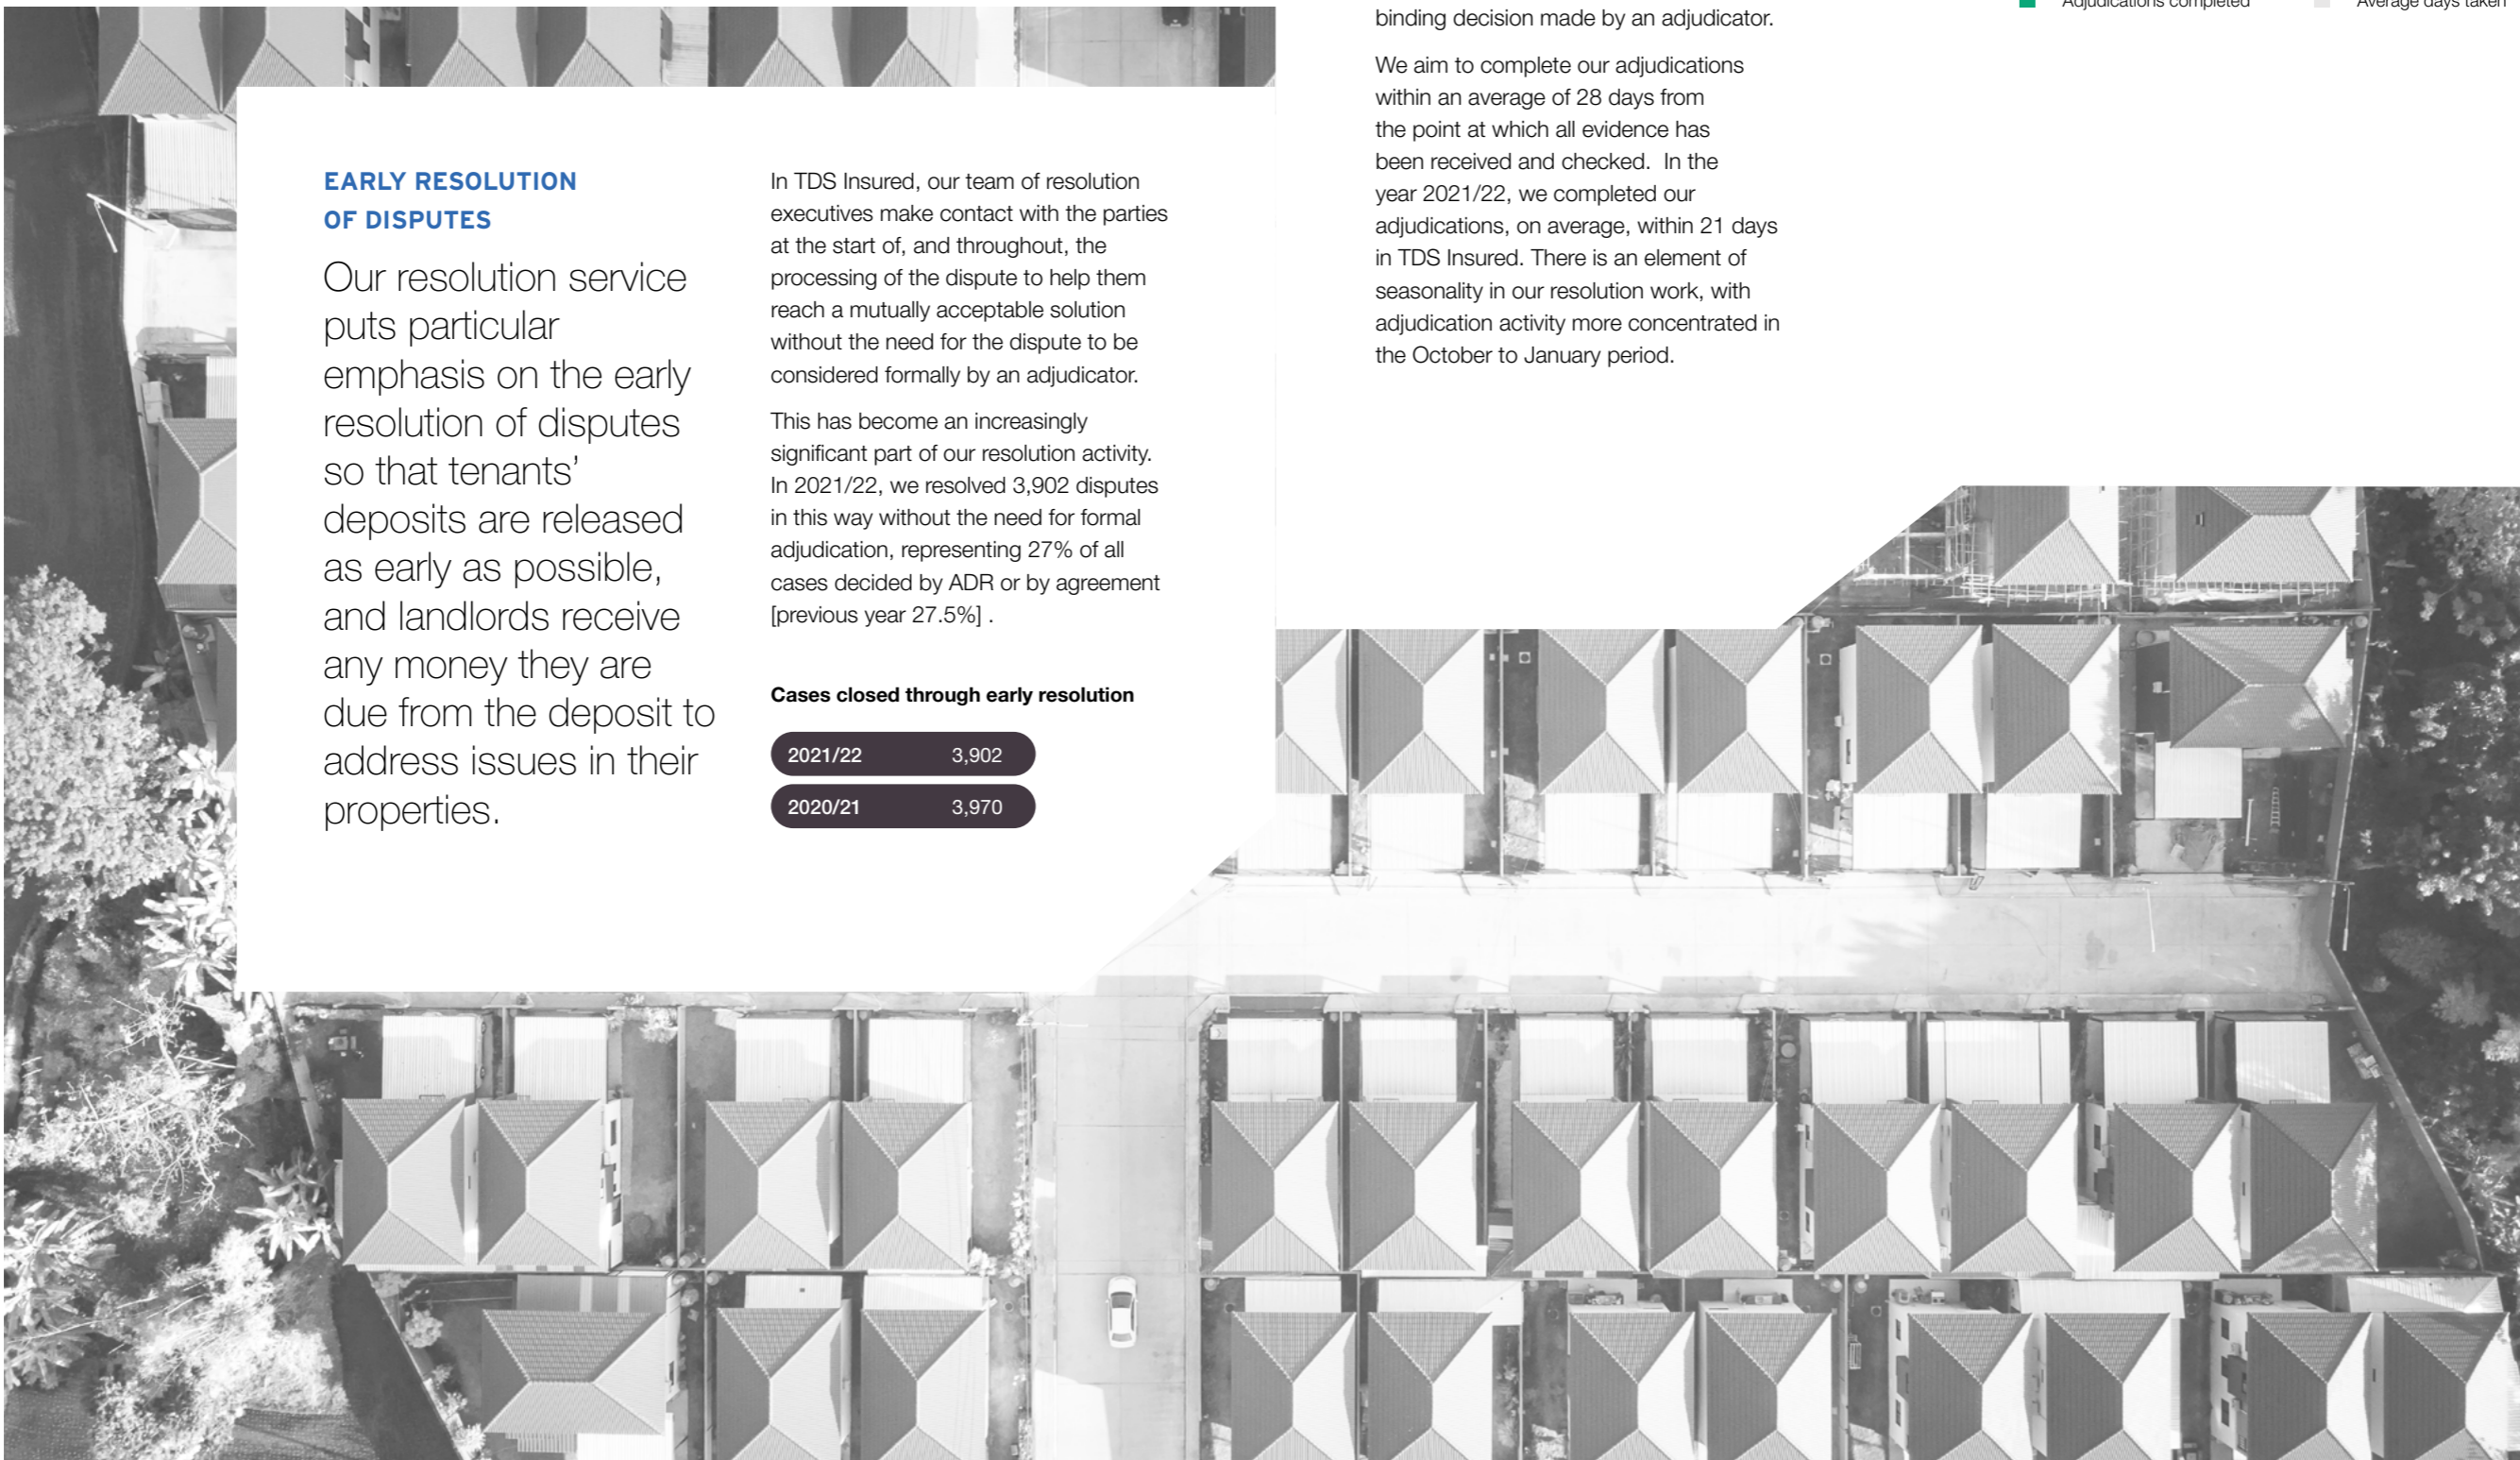 EARLY RESOLUTION
OF DISPUTES
Our resolution service
puts particular
emphasis on the early
resolution of disputes
so that tenants’
deposits are released
as early as possible,
and landlords receive
any money they are
due from the deposit to
address issues in their
properties.
In TDS Insured, our team of resolution
executives make contact with the parties
at the start of, and throughout, the
processing of the dispute to help them
reach a mutually acceptable solution
without the need for the dispute to be
considered formally by an adjudicator.
This has become an increasingly
significant part of our resolution activity.
In 2021/22, we resolved 3,902 disputes
in this way without the need for formal
adjudication, representing 27% of all
cases decided by ADR or by agreement
[previous year 27.5%] .
Cases closed through early resolution
2021/22 3,902
2020/21 3,970
binding decision made by an adjudicator.
We aim to complete our adjudications
within an average of 28 days from
the point at which all evidence has
been received and checked.  In the
year 2021/22, we completed our
adjudications, on average, within 21 days
in TDS Insured. There is an element of
seasonality in our resolution work, with
adjudication activity more concentrated in
the October to January period.
Adjudications completed
Average days taken